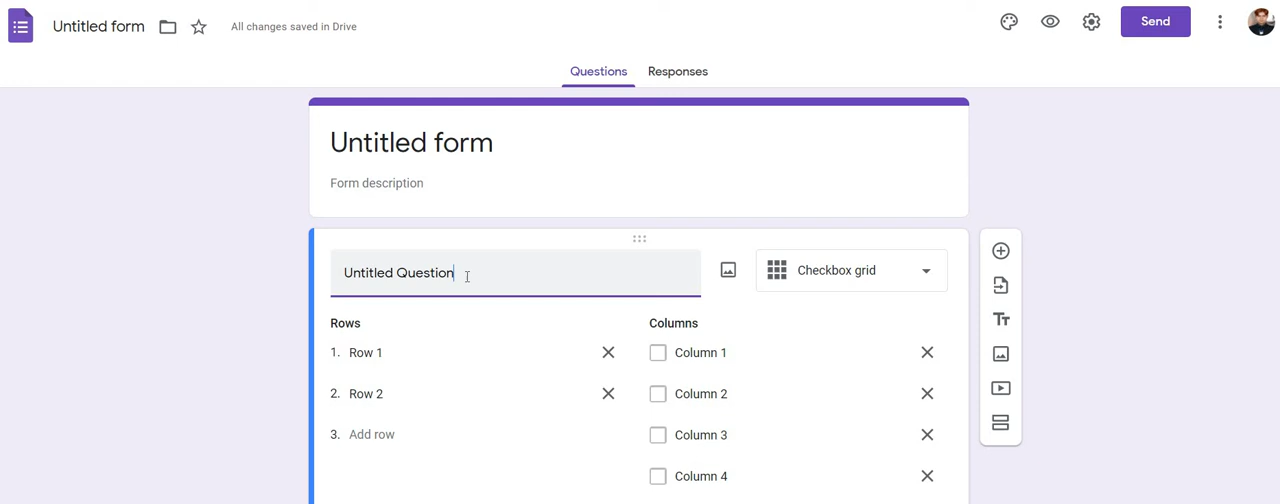 Untitled form
All changes saved in Drive
Send
Questions
Responses
Untitled form
Form description
Untitled Question
Checkbox grid
Rows
Columns
1. Row 1
Column 1
2. Row 2
Column 2
3. Add row
Column 3
Column 4
Tт